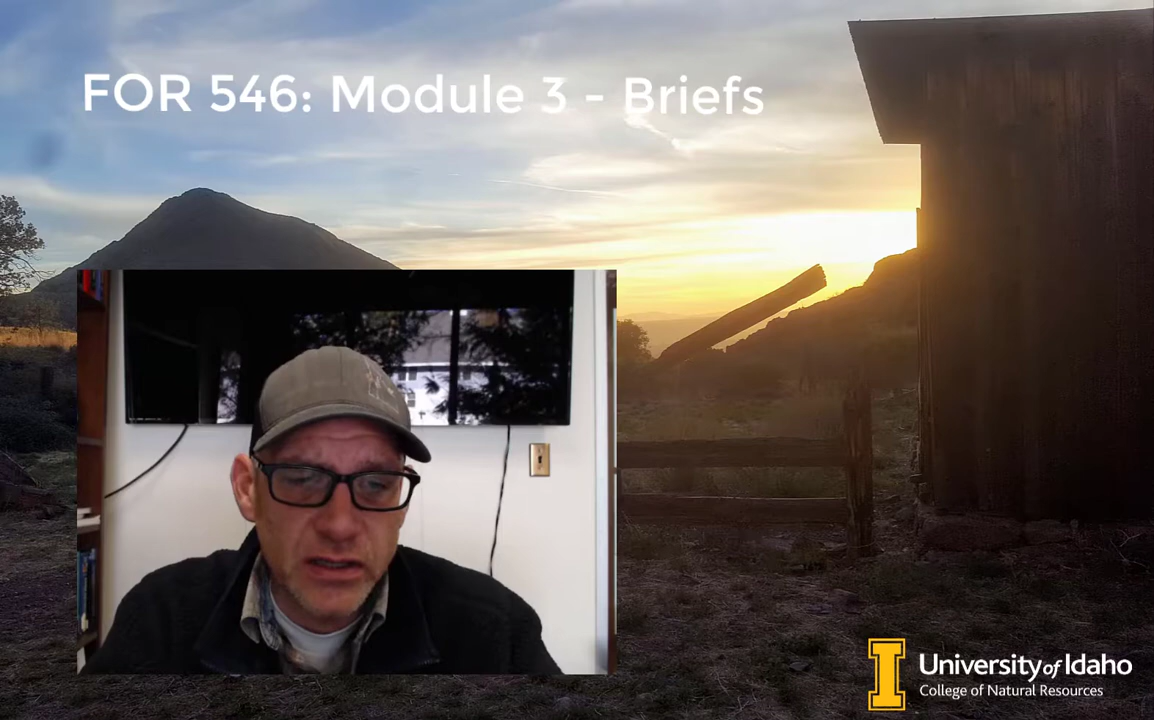 FOR 546: Module 3 - Briefs
University of Idaho
College of Natural Resources